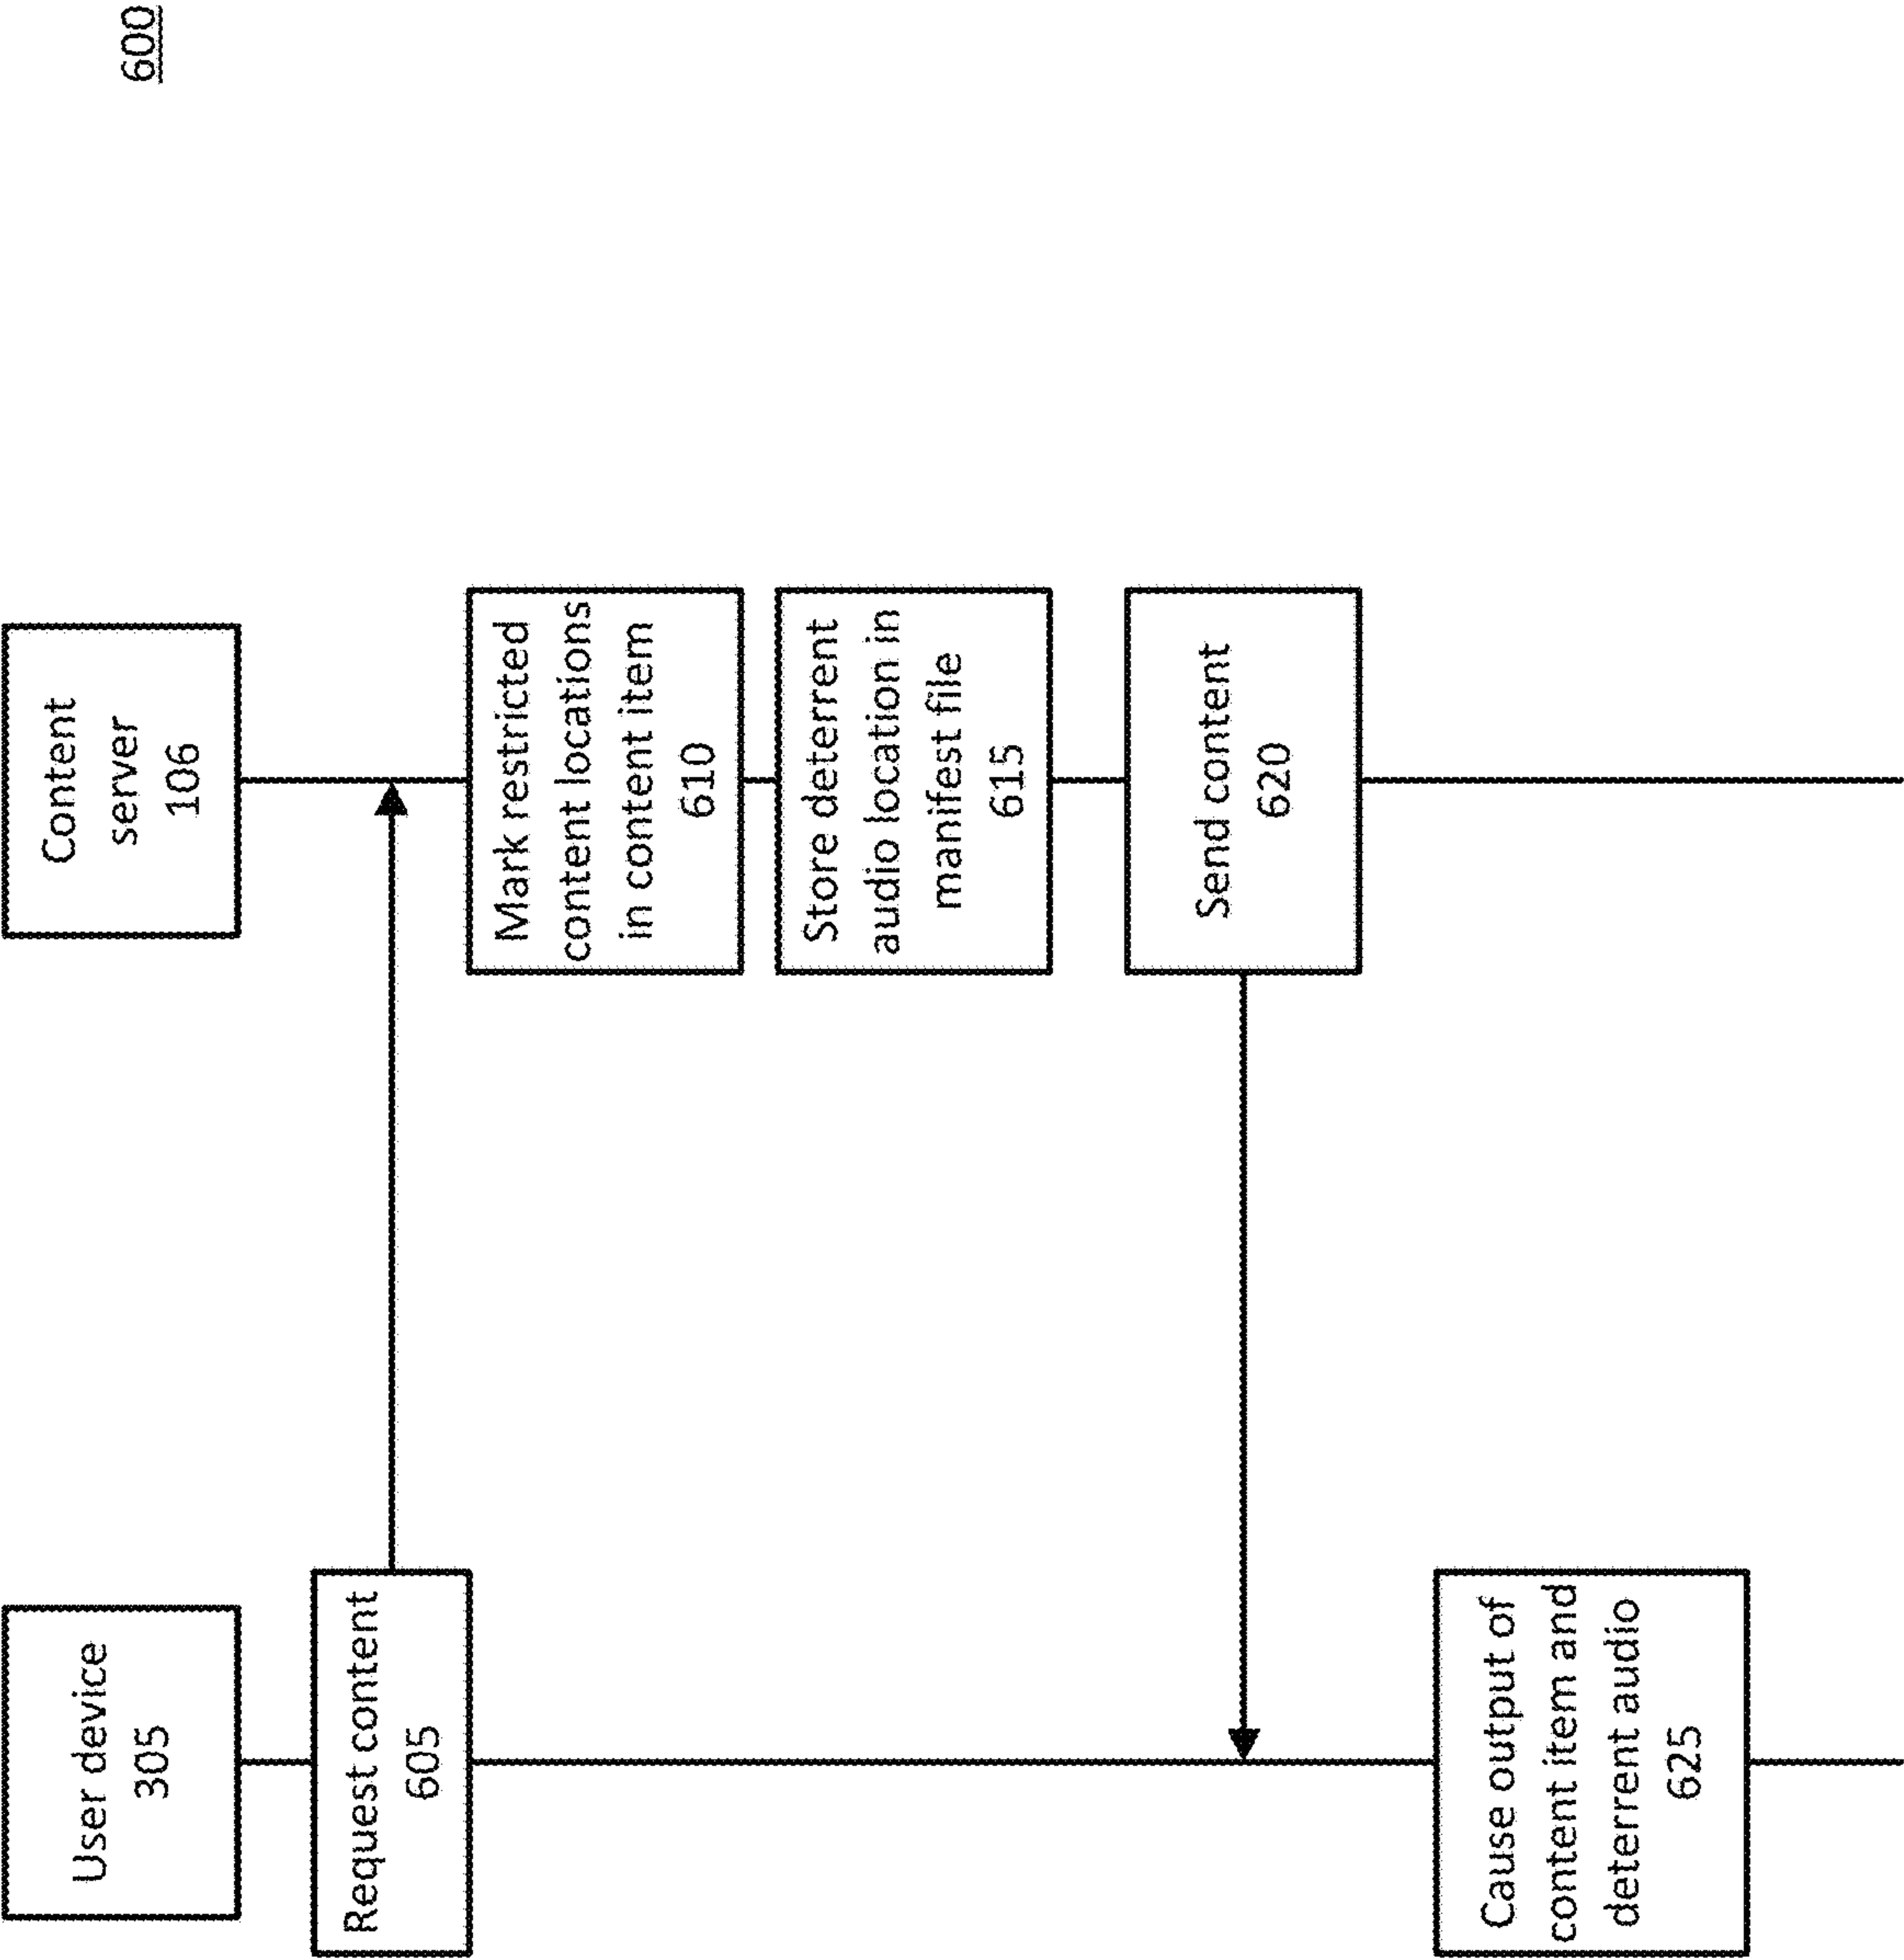 600
User device
305
Content
server
106
Request content
605
Mark restricted
content locations
in content item
610
Store deterrent
audio location in
manifest file
615
Send content
620
Cause output of
content item and
deterrent audio
625